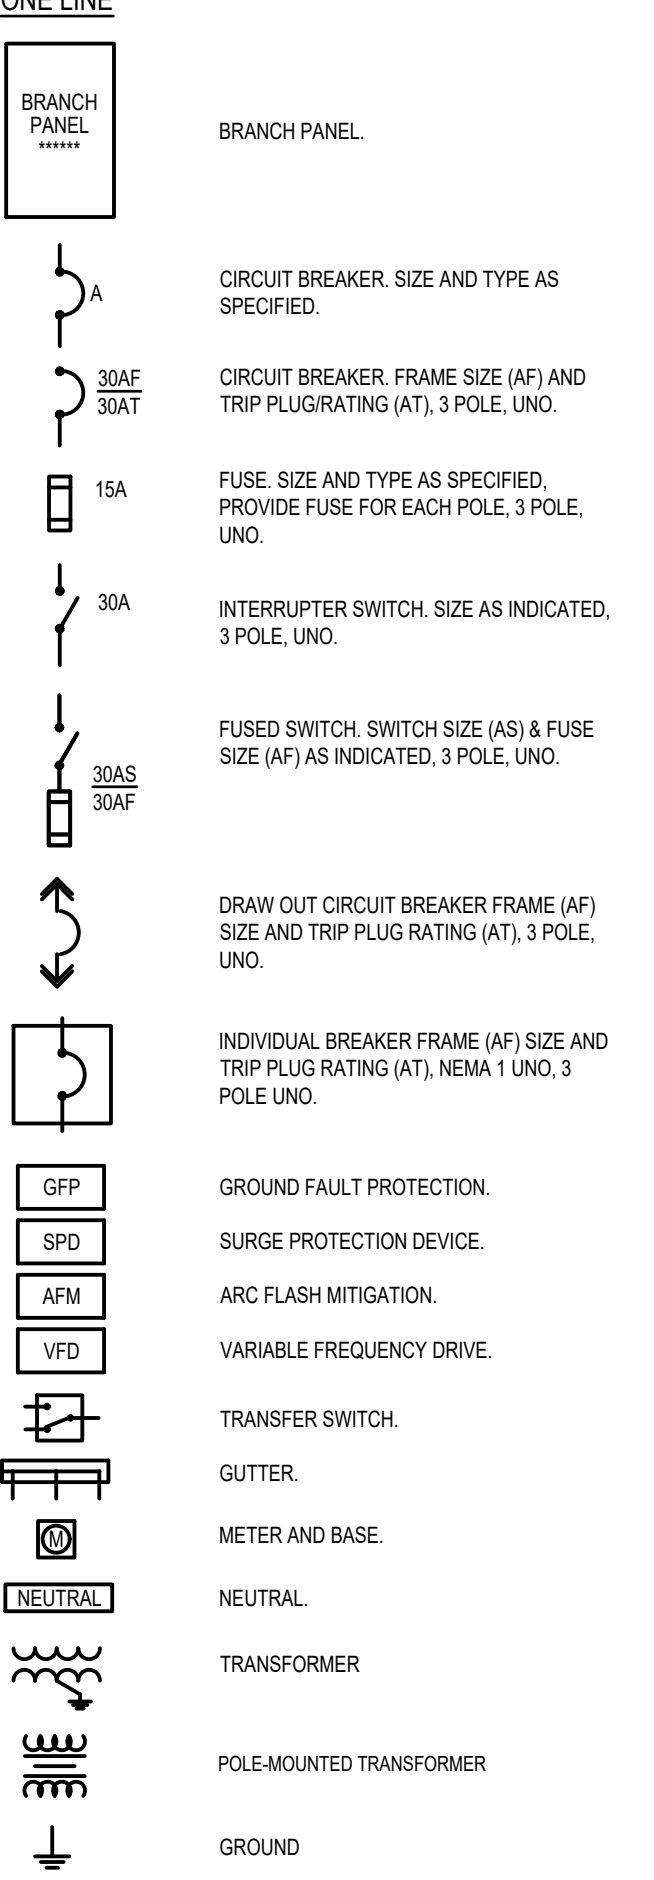 ONE LINE
BRANCH
PANEL
******
BRANCH PANEL.
A
CIRCUIT BREAKER. SIZE AND TYPE AS
SPECIFIED.
30AF
30AT
CIRCUIT BREAKER. FRAME SIZE (AF) AND
TRIP PLUG/RATING (AT), 3 POLE, UNO.
15A
FUSE. SIZE AND TYPE AS SPECIFIED,
PROVIDE FUSE FOR EACH POLE, 3 POLE,
UNO.
30A
INTERRUPTER SWITCH. SIZE AS INDICATED,
3 POLE, UNO.
30AS
30AF
FUSED SWITCH. SWITCH SIZE (AS) & FUSE
SIZE (AF) AS INDICATED, 3 POLE, UNO.
DRAW OUT CIRCUIT BREAKER FRAME (AF)
SIZE AND TRIP PLUG RATING (AT), 3 POLE,
UNO.
INDIVIDUAL BREAKER FRAME (AF) SIZE AND
TRIP PLUG RATING (AT), NEMA 1 UNO, 3
POLE UNO.
GFP
GROUND FAULT PROTECTION.
SPD
SURGE PROTECTION DEVICE.
AFM
ARC FLASH MITIGATION.
VFD
VARIABLE FREQUENCY DRIVE.
TRANSFER SWITCH.
GUTTER.
M
METER AND BASE.
NEUTRAL
NEUTRAL.
TRANSFORMER
POLE-MOUNTED TRANSFORMER
GROUND